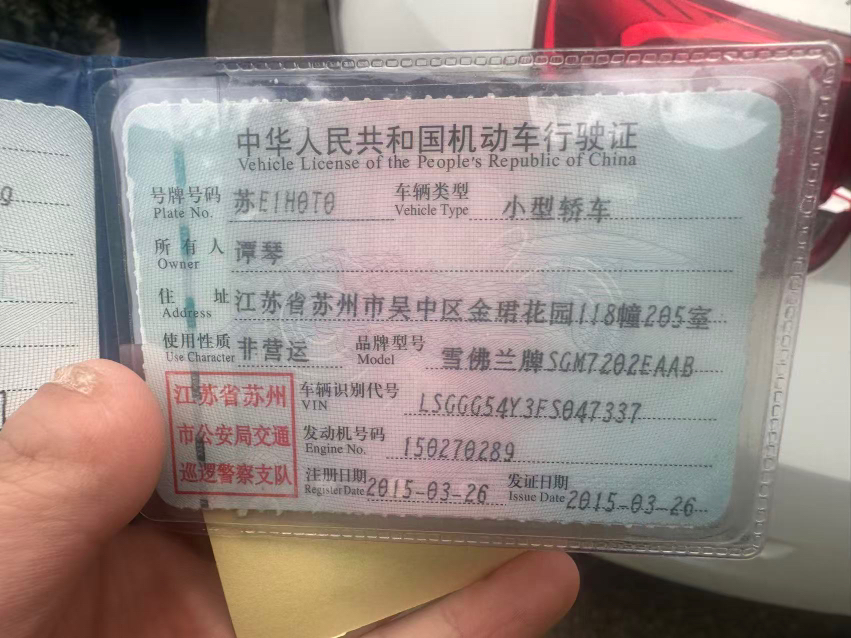 中华人民共和国机动车行驶证
Vehicle License of the People's Republic of China
号牌号码 苏E1H0T0 车辆类型 小型轿车
Plate No. Vehicle Type
所有人 谭琴
Owner
住址 江苏省苏州市吴中区金珺花园118幢205室
Address
使用性质 非营运 品牌型号 雪佛兰牌SGM7202EAAB
Use Character Model
江苏省苏州
市公安局交通
巡逻警察支队
车辆识别代号 LSGGG54Y3FS047337
VIN
发动机号码 150270289
Engine No.
注册日期 2015-03-26 发证日期 2015-03-26
Register Date Issue Date